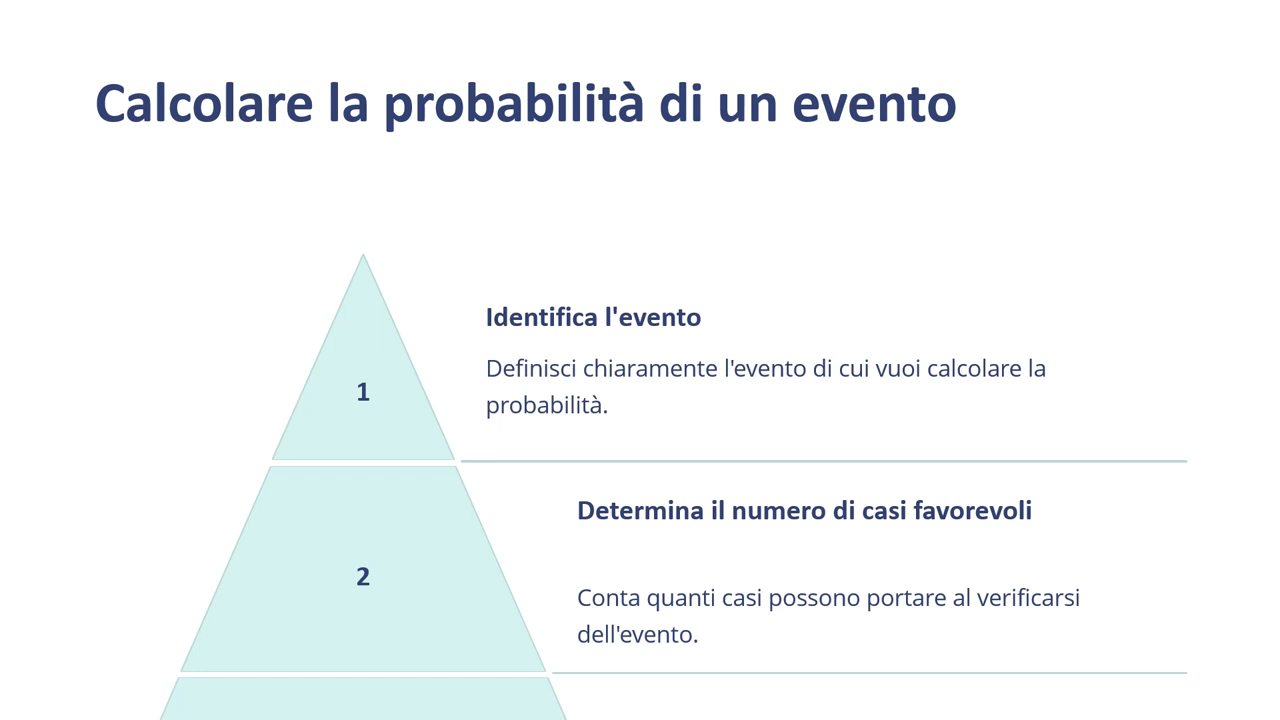 Calcolare la probabilità di un evento
1
Identifica l'evento
Definisci chiaramente l'evento di cui vuoi calcolare la
probabilità.
2
Determina il numero di casi favorevoli
Conta quanti casi possono portare al verificarsi
dell'evento.